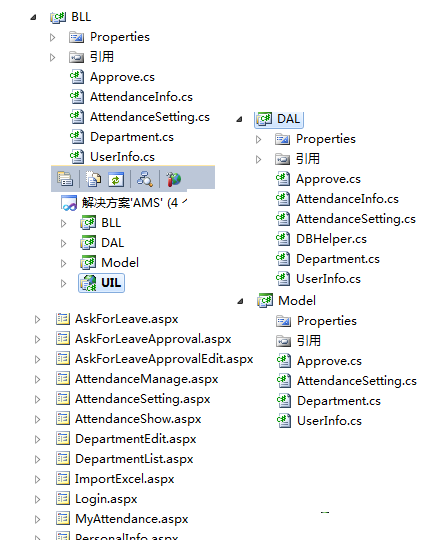 BLL
Properties
引用
Approve.cs
AttendanceInfo.cs
AttendanceSetting.cs
Department.cs
UserInfo.cs
解决方案'AMS' (4 个
BLL
DAL
Model
UIL
AskForLeave.aspx
AskForLeaveApproval.aspx
AskForLeaveApprovalEdit.aspx
AttendanceManage.aspx
AttendanceSetting.aspx
AttendanceShow.aspx
DepartmentEdit.aspx
DepartmentList.aspx
ImportExcel.aspx
Login.aspx
MyAttendance.aspx
PersonalInfo.aspx
DAL
Properties
引用
Approve.cs
AttendanceInfo.cs
AttendanceSetting.cs
DBHelper.cs
Department.cs
UserInfo.cs
Model
Properties
引用
Approve.cs
AttendanceSetting.cs
Department.cs
UserInfo.cs